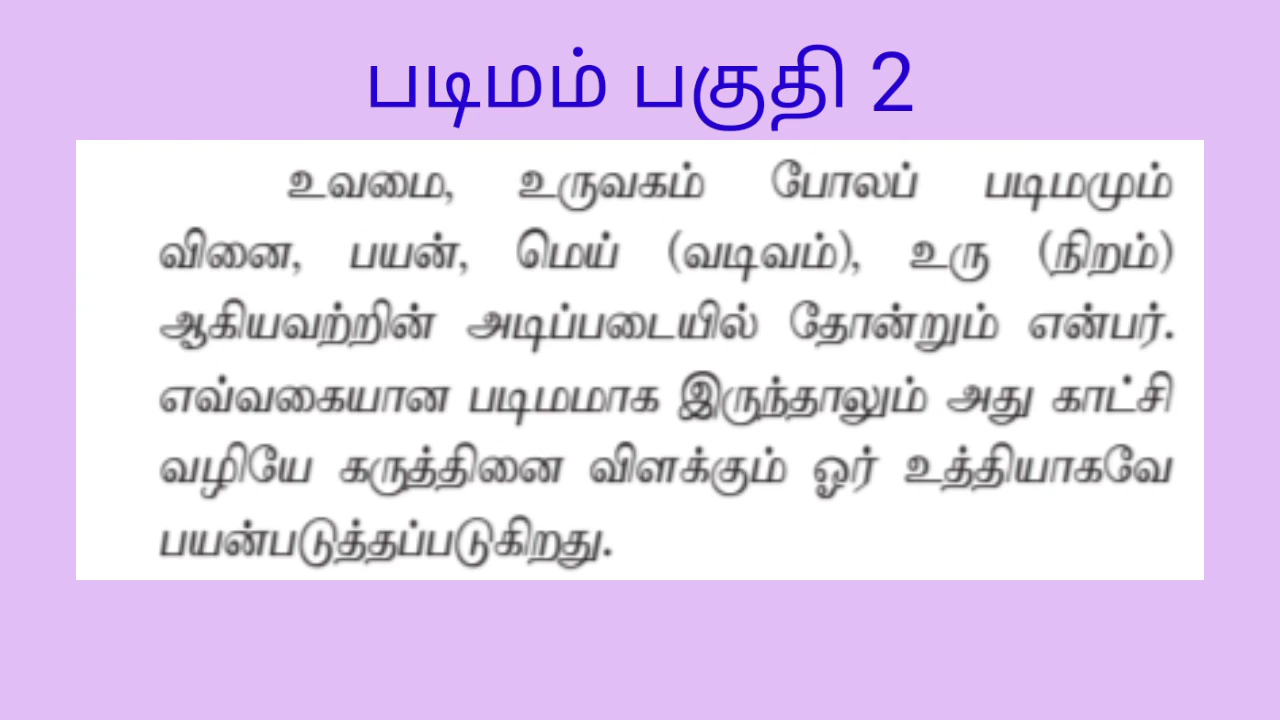 படிமம் பகுதி 2
உவமை, உருவகம் போலப் படிமமும்
வினை, பயன், மெய் (வடிவம்), உரு (நிறம்)
ஆகியவற்றின் அடிப்படையில் தோன்றும் என்பர்.
எவ்வகையான படிமமாக இருந்தாலும் அது காட்சி
வழியே கருத்தினை விளக்கும் ஓர் உத்தியாகவே
பயன்படுத்தப்படுகிறது.